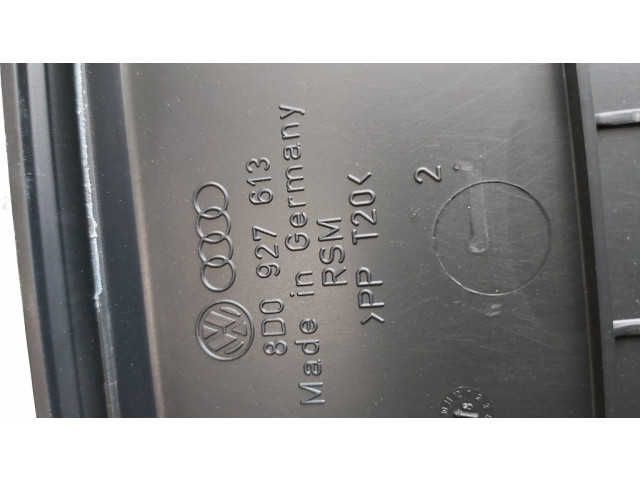 8D0 927 613
Made in Germany
RSM
>PP T20<
2